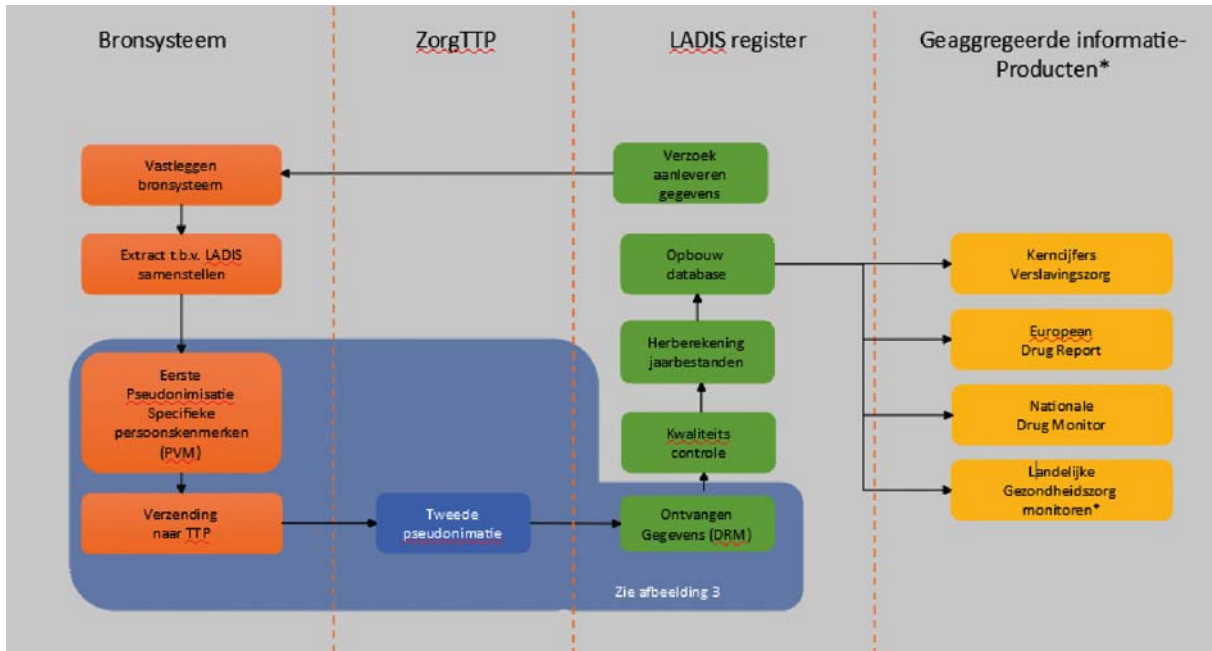 Bronsysteem
ZorgTTP
LADIS register
Geaggregeerde informatie-
Producten*
Vastleggen
bronsysteem
Verzoek
aanleveren
gegevens
Extract t.b.v. LADIS
samenstellen
Opbouw
database
Kerncijfers
Verslavingszorg
Herberekening
jaarbestanden
European
Drug Report
Eerste
Pseudonimisatie
Specifieke
persoonskenmerken
(PVM)
Kwaliteits
controle
Nationale
Drug Monitor
Landelijke
Gezondheidszorg
monitoren*
Verzending
naar TTP
Tweede
pseudonimatie
Ontvangen
Gegevens (DRM)
Zie afbeelding 3